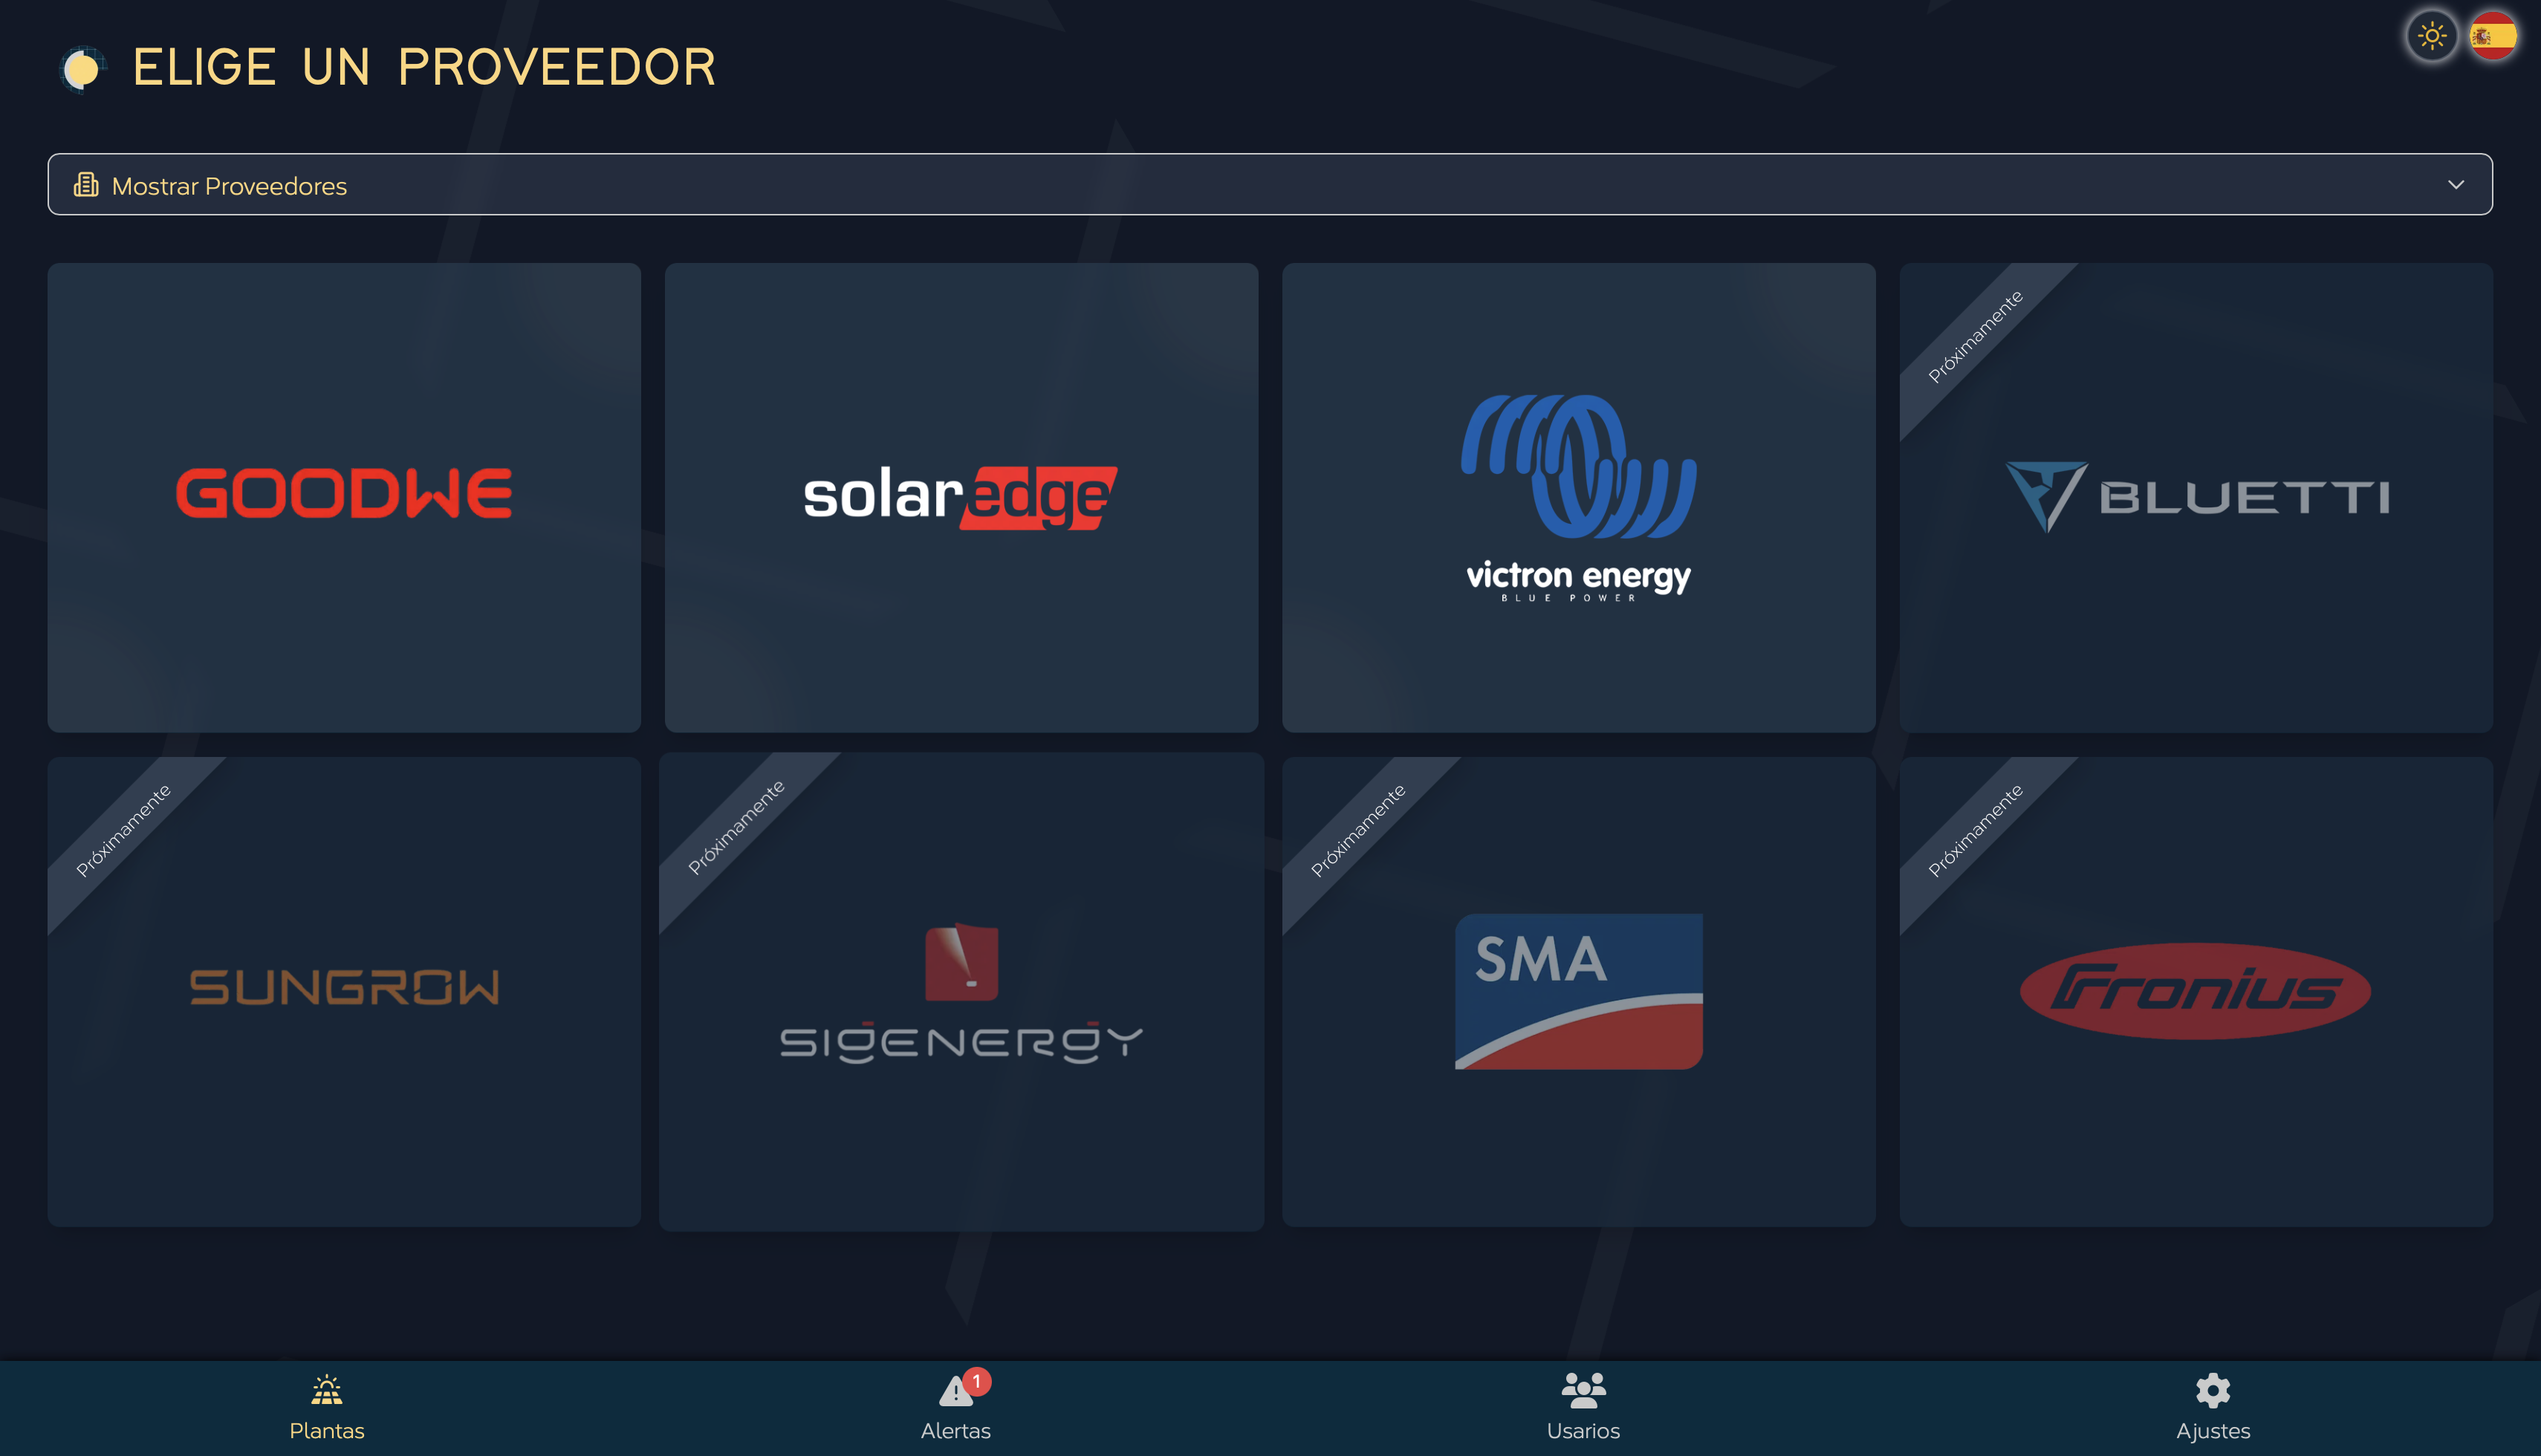 ELIGE UN PROVEEDOR
Mostrar Proveedores
GOODWE
solaredge
victron energy
BLUE POWER
Próximamente
BLUETTI
Próximamente
SUNGROW
Próximamente
SIGENERGY
Próximamente
SMA
Próximamente
Fronius
Plantas
1
Alertas
Usarios
Ajustes